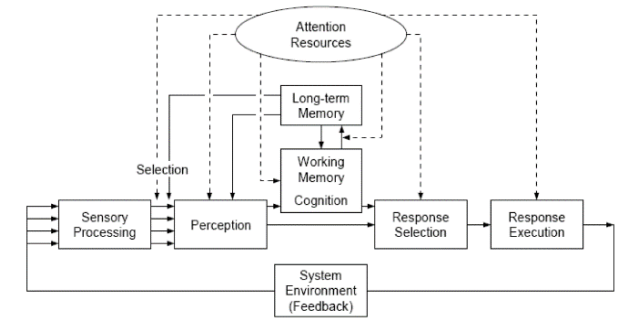 Attention
Resources
Long-term
Memory
Selection
Working
Memory
Cognition
Sensory
Processing
Perception
Response
Selection
Response
Execution
System
Environment
(Feedback)